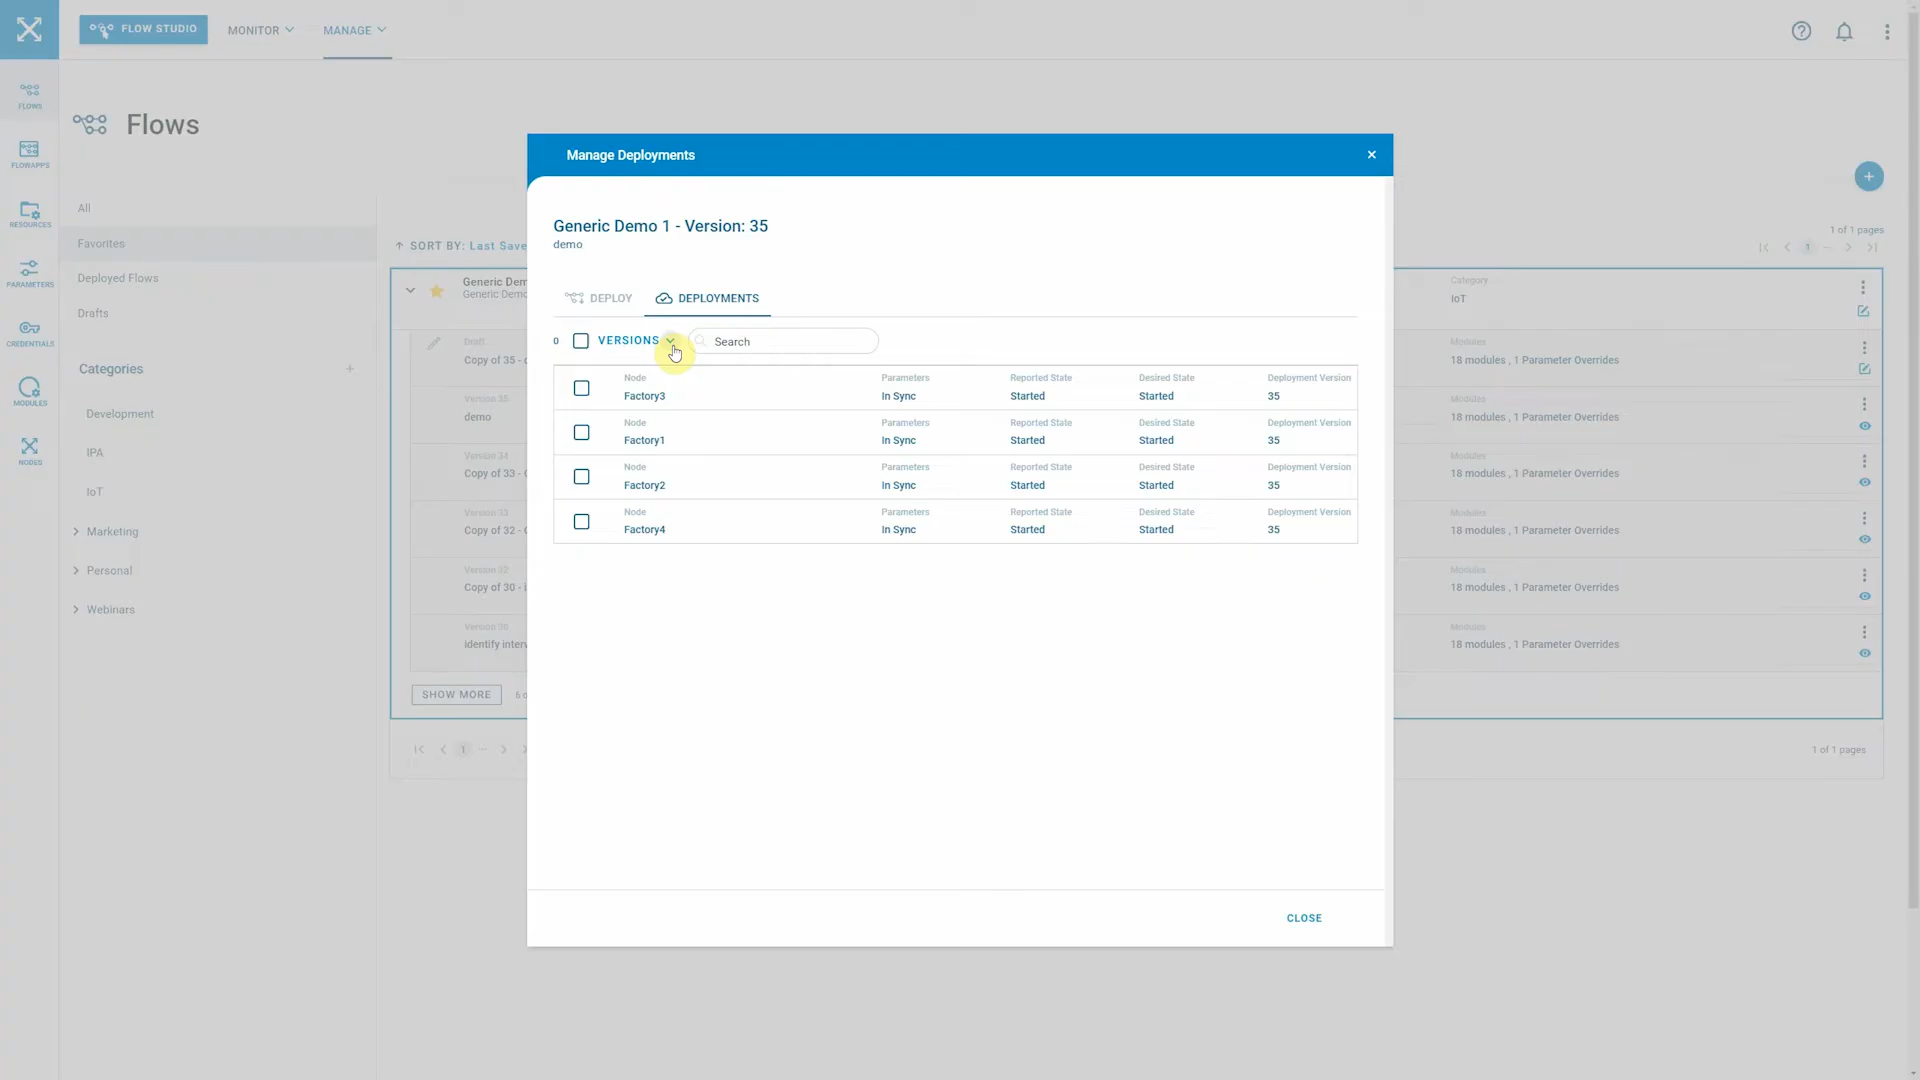 FLOW STUDIO
MONITOR
MANAGE
FLOWS
FLOWAPPS
RESOURCES
PARAMETERS
CREDENTIALS
MODULES
NODES
Flows
All
Favorites
Deployed Flows
Drafts
Categories
Development
IPA
IoT
Marketing
Personal
Webinars
1 of 1 pages
1
SORT BY: Last Save
Generic Dem
Generic Demo
Category
IoT
Draft
Copy of 35 - c
Modules
18 modules , 1 Parameter Overrides
Version 35
demo
Modules
18 modules , 1 Parameter Overrides
Version 34
Copy of 33 -
Modules
18 modules , 1 Parameter Overrides
Version 33
Copy of 32 -
Modules
18 modules , 1 Parameter Overrides
Version 32
Copy of 30 - i
Modules
18 modules , 1 Parameter Overrides
Version 30
identify interv
Modules
18 modules , 1 Parameter Overrides
SHOW MORE
6 o
1
1 of 1 pages
Manage Deployments
Generic Demo 1 - Version: 35
demo
DEPLOY
DEPLOYMENTS
0
VERSIONS
Search
Node Parameters Reported State Desired State Deployment Version
Factory3 In Sync Started Started 35
Node Parameters Reported State Desired State Deployment Version
Factory1 In Sync Started Started 35
Node Parameters Reported State Desired State Deployment Version
Factory2 In Sync Started Started 35
Node Parameters Reported State Desired State Deployment Version
Factory4 In Sync Started Started 35
CLOSE